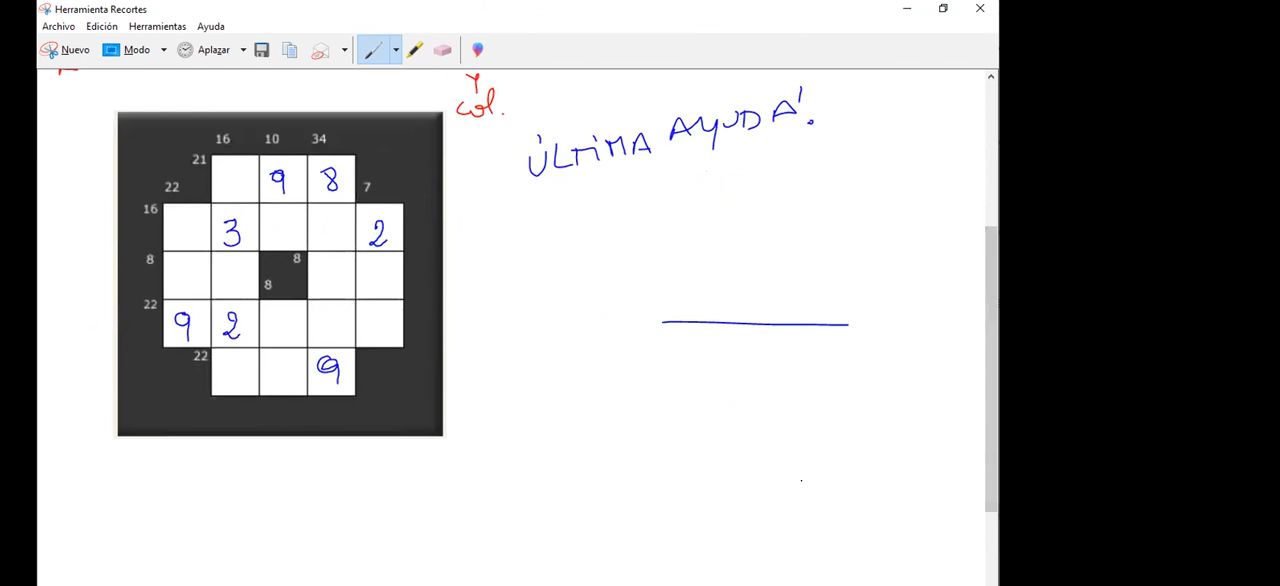 Herramienta Recortes
Archivo Edición Herramientas Ayuda
Nuevo Modo Aplazar
col.
ÚLTIMA AYUDA!
16 10 34
21 9 8
22 7
16 3 2
8 8
8
22
9 2
22 9